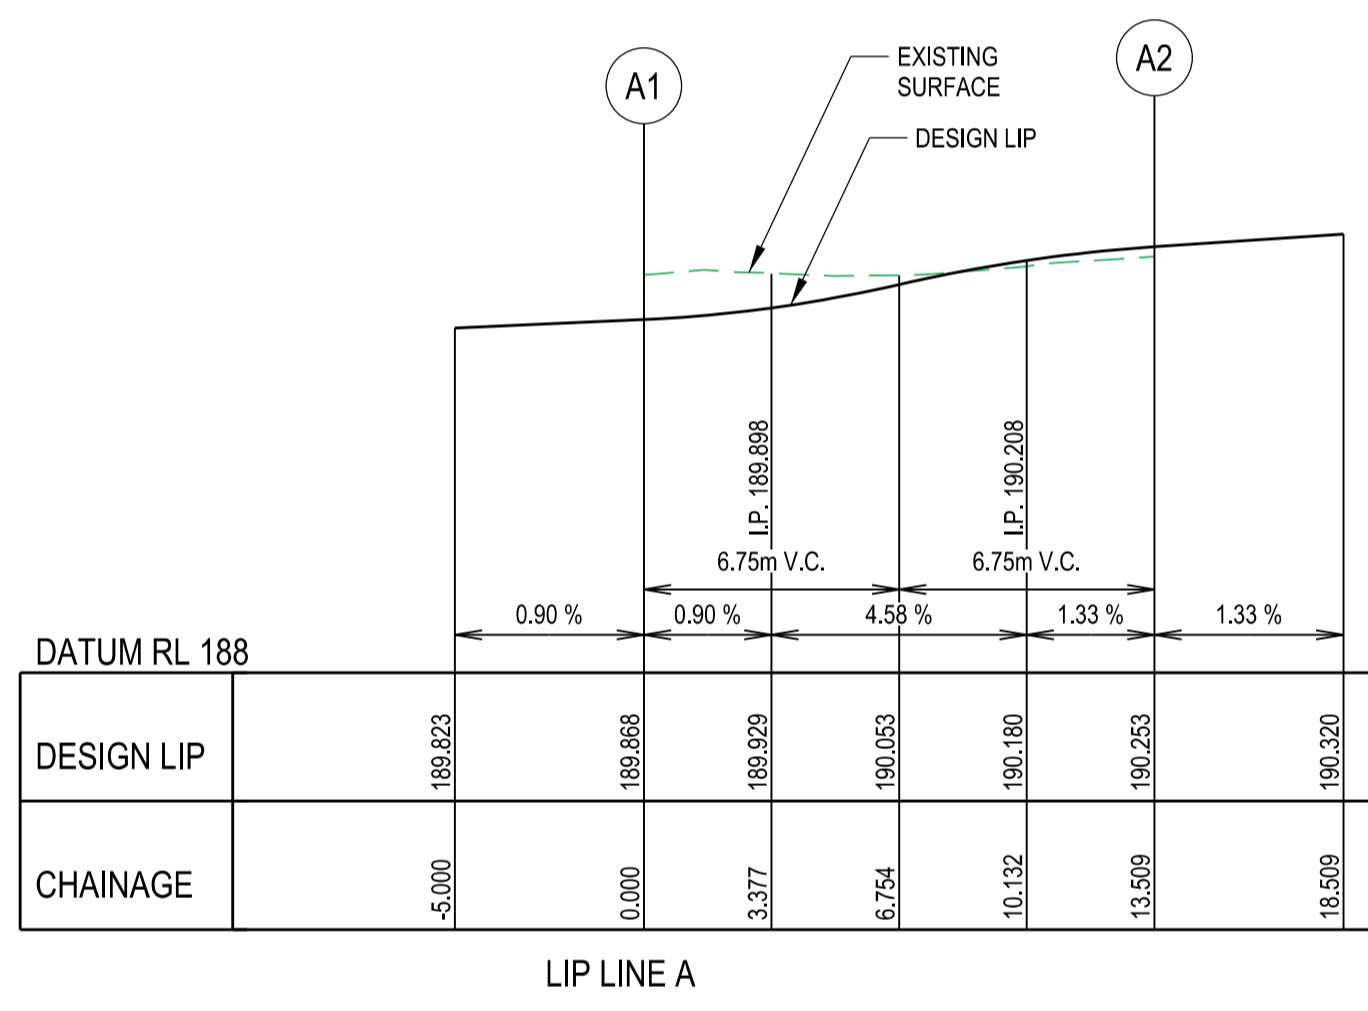 A1
A2
EXISTING
SURFACE
DESIGN LIP
I.P. 189.898
I.P. 190.208
6.75m V.C.
6.75m V.C.
0.90 %
0.90 %
4.58 %
1.33 %
1.33 %
DATUM RL 188
DESIGN LIP
189.823
189.868
189.929
190.053
190.180
190.253
190.320
CHAINAGE
-5.000
0.000
3.377
6.754
10.132
13.509
18.509
LIP LINE A